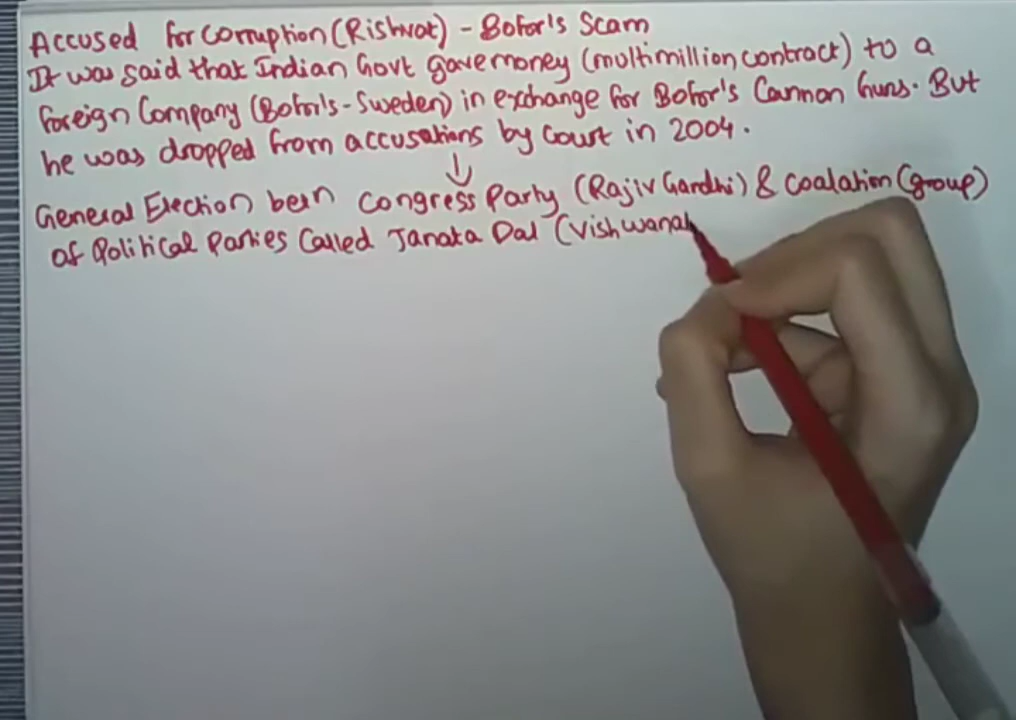 Accused for corruption (Rishwat) - Bofor's Scam
It was said that Indian Govt gave money (multimillion contract) to a
foreign Company (Bofor's - Sweden) in exchange for Bofor's Cannon Guns. But
he was dropped from accusations by Court in 2004.
↓
General Election betn Congress Party (Rajiv Gandhi) & Coalation (group)
of Political Parties Called Janata Dal (Vishwanat